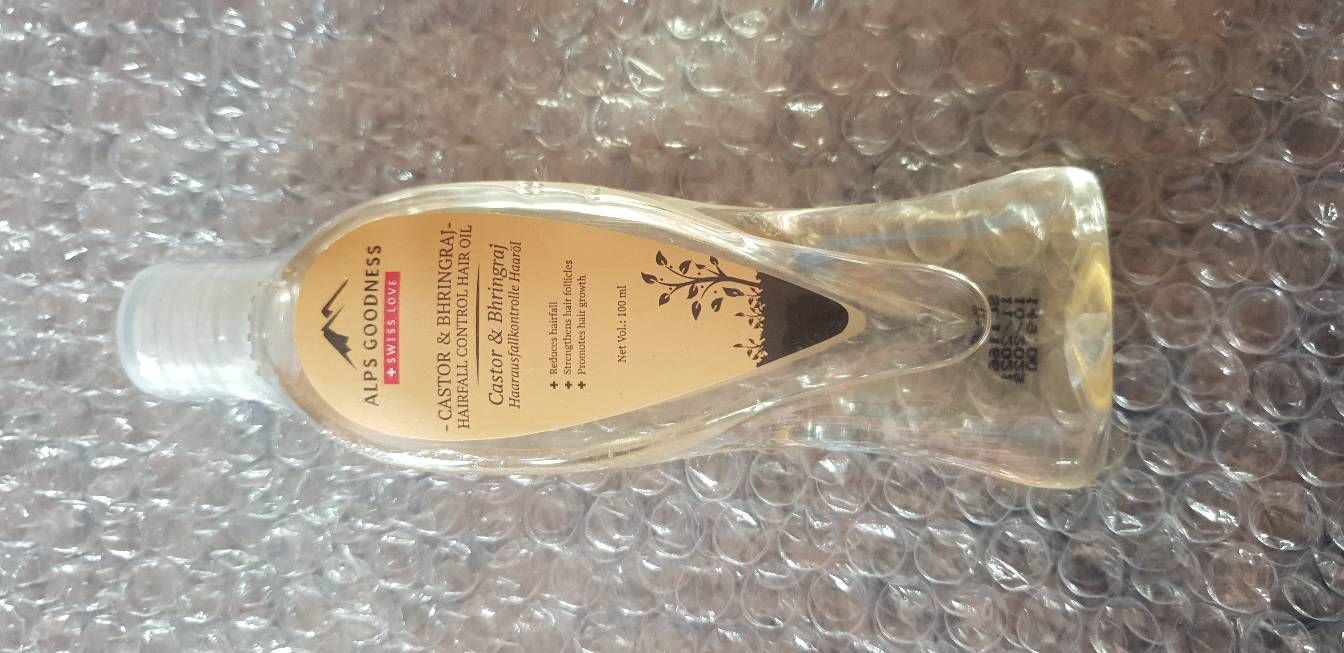 ALPS GOODNESS
+ SWISS LOVE
- CASTOR & BHRINGRAJ-
HAIRFALL CONTROL HAIR OIL
Castor & Bhringraj
Haarausfallkontrolle Haaröl
+ Reduces hairfall
+ Strengthens hair follicles
+ Promotes hair growth
Net Vol.: 100 ml